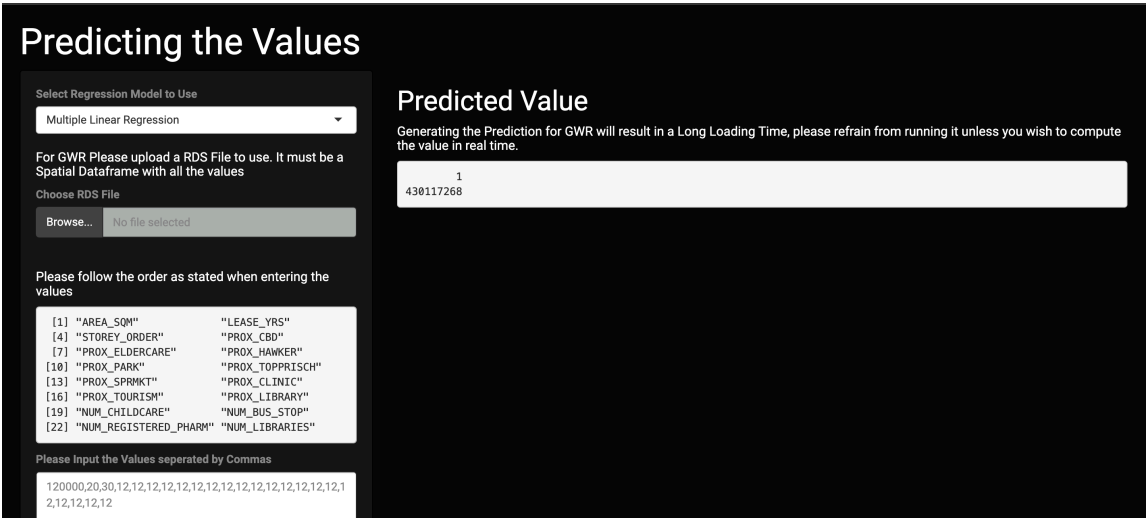 Predicting the Values
Select Regression Model to Use
Multiple Linear Regression
For GWR Please upload a RDS File to use. It must be a
Spatial Dataframe with all the values
Choose RDS File
Browse... No file selected
Please follow the order as stated when entering the
values
[1] "AREA_SQM" "LEASE_YRS"
[4] "STOREY_ORDER" "PROX_CBD"
[7] "PROX_ELDERCARE" "PROX_HAWKER"
[10] "PROX_PARK" "PROX_TOPPRISCH"
[13] "PROX_SPRMKT" "PROX_CLINIC"
[16] "PROX_TOURISM" "PROX_LIBRARY"
[19] "NUM_CHILDCARE" "NUM_BUS_STOP"
[22] "NUM_REGISTERED_PHARM" "NUM_LIBRARIES"
Please Input the Values seperated by Commas
120000,20,30,12,12,12,12,12,12,12,12,12,12,12,12,12,12,12,1
2,12,12,12,12
Predicted Value
Generating the Prediction for GWR will result in a Long Loading Time, please refrain from running it unless you wish to compute
the value in real time.
1
430117268